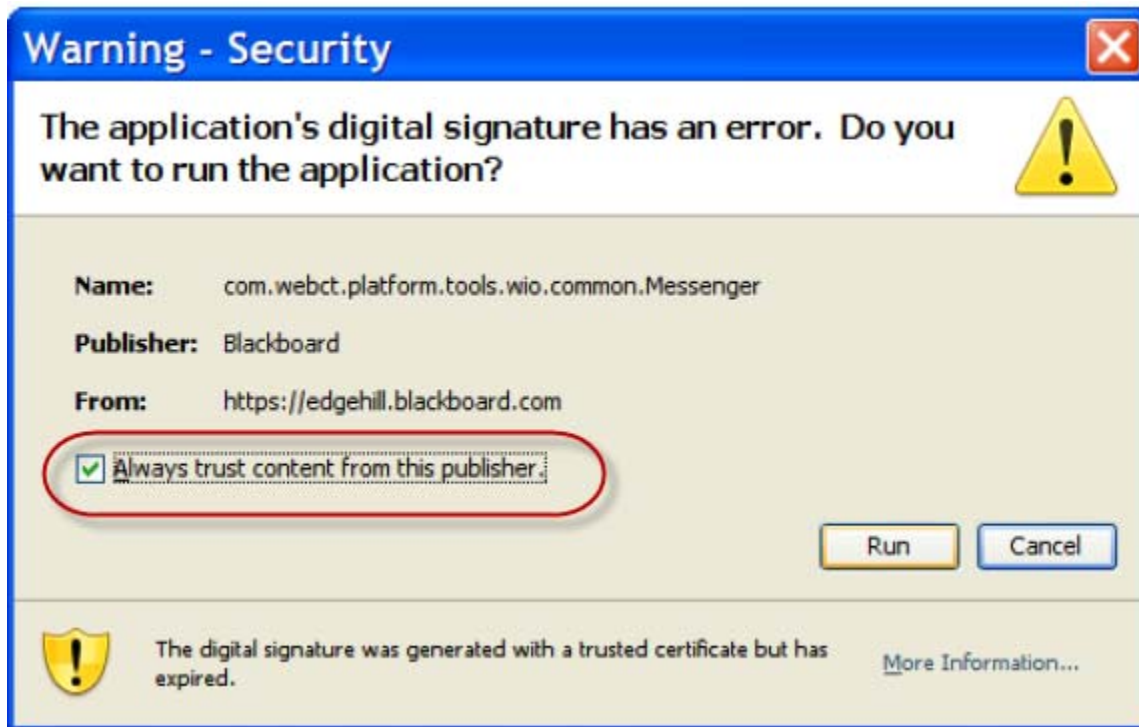 Warning - Security
The application's digital signature has an error. Do you
want to run the application?
Name: com.webct.platform.tools.wio.common.Messenger
Publisher: Blackboard
From: https://edgehill.blackboard.com
Always trust content from this publisher.
Run Cancel
The digital signature was generated with a trusted certificate but has
expired.
More Information...